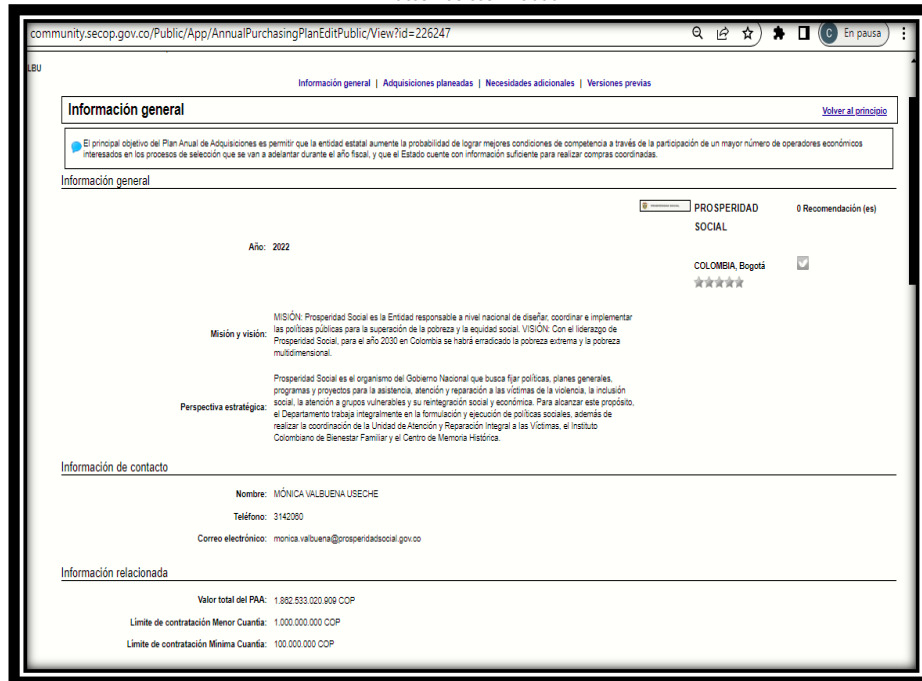 community.secop.gov.co/Public/App/AnnualPurchasingPlanEditPublic/View?id=226247
C En pausa
LBU
Información general | Adquisiciones planeadas | Necesidades adicionales | Versiones previas
Información general
Volver al principio
El principal objetivo del Plan Anual de Adquisiciones es permitir que la entidad estatal aumente la probabilidad de lograr mejores condiciones de competencia a través de la participación de un mayor número de operadores económicos
interesados en los procesos de selección que se van a adelantar durante el año fiscal, y que el Estado cuente con información suficiente para realizar compras coordinadas.
Información general
PROSPERIDAD
SOCIAL
0 Recomendación (es)
Año: 2022
COLOMBIA, Bogotá
MISIÓN: Prosperidad Social es la Entidad responsable a nivel nacional de diseñar, coordinar e implementar
Misión y visión: las políticas públicas para la superación de la pobreza y la equidad social. VISIÓN: Con el liderazgo de
Prosperidad Social, para el año 2030 en Colombia se habrá erradicado la pobreza extrema y la pobreza
multidimensional.
Prosperidad Social es el organismo del Gobierno Nacional que busca fijar políticas, planes generales,
programas y proyectos para la asistencia, atención y reparación a las víctimas de la violencia, la inclusión
Perspectiva estratégica: social, la atención a grupos vulnerables y su reintegración social y económica. Para alcanzar este propósito,
el Departamento trabaja integralmente en la formulación y ejecución de políticas sociales, además de
realizar la coordinación de la Unidad de Atención y Reparación Integral a las Víctimas, el Instituto
Colombiano de Bienestar Familiar y el Centro de Memoria Histórica.
Información de contacto
Nombre: MÓNICA VALBUENA USECHE
Teléfono: 3142060
Correo electrónico: monica.valbuena@prosperidadsocial.gov.co
Información relacionada
Valor total del PAA: 1.862.533.020.909 COP
Límite de contratación Menor Cuantía: 1.000.000.000 COP
Límite de contratación Mínima Cuantía: 100.000.000 COP